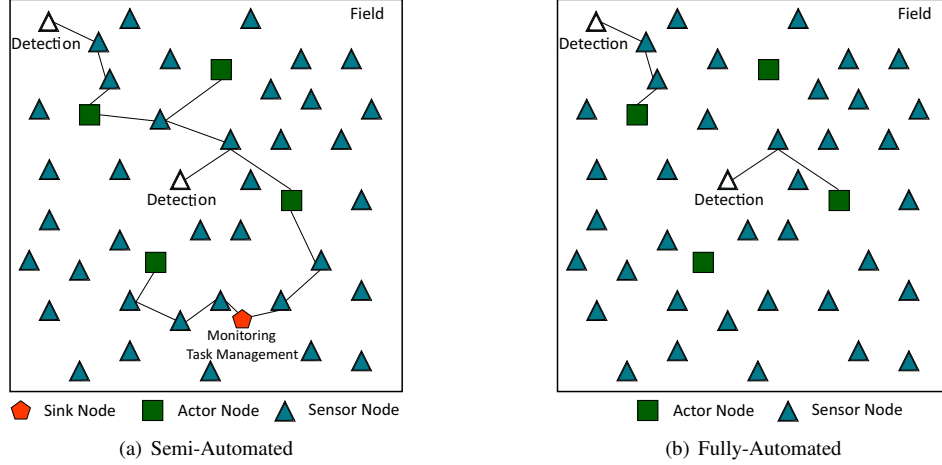 Field
Detection
Detection
Monitoring
Task Management
Sink Node
Actor Node
Sensor Node
(a) Semi-Automated
Field
Detection
Detection
Actor Node
Sensor Node
(b) Fully-Automated